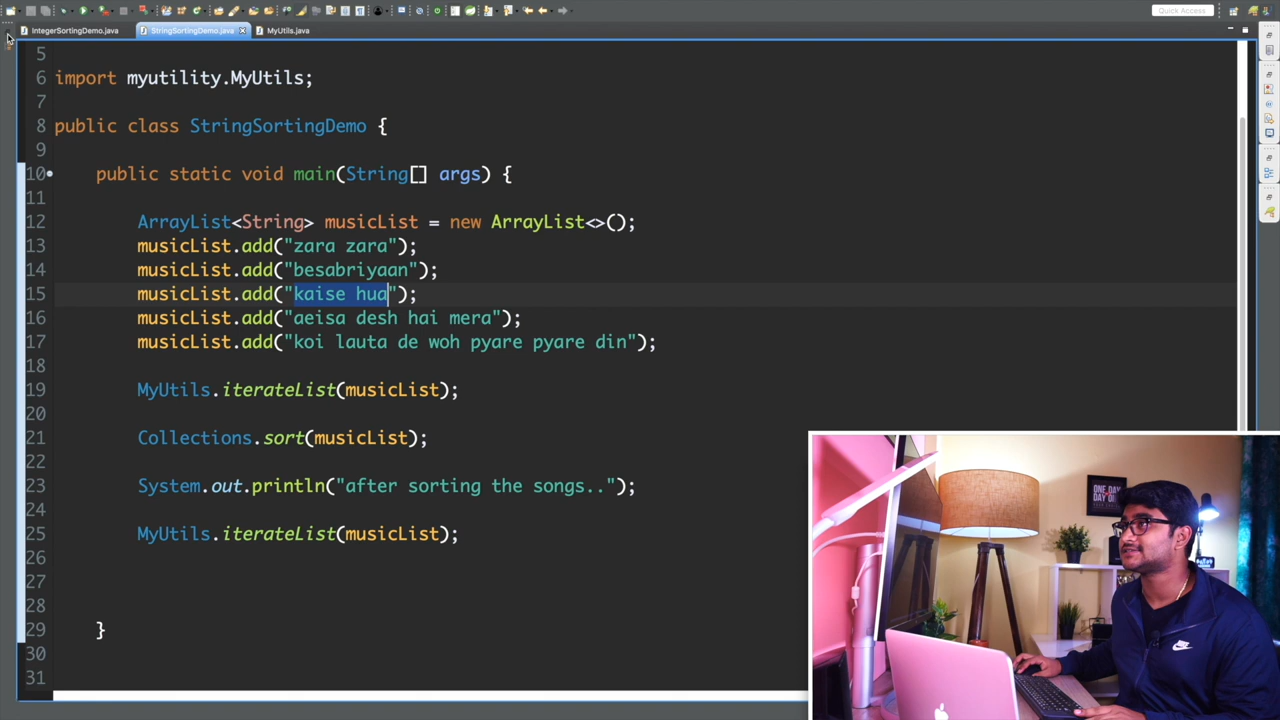 Quick Access
IntegerSortingDemo.java
StringSortingDemo.java
MyUtils.java
5
6 import myutility.MyUtils;
7
8 public class StringSortingDemo {
9
10 public static void main(String[] args) {
11
12 ArrayList<String> musicList = new ArrayList<>();
13 musicList.add("zara zara");
14 musicList.add("besabriyaan");
15 musicList.add("kaise hua");
16 musicList.add("aeisa desh hai mera");
17 musicList.add("koi lauta de woh pyare pyare din");
18
19 MyUtils.iterateList(musicList);
20
21 Collections.sort(musicList);
22
23 System.out.println("after sorting the songs..");
24
25 MyUtils.iterateList(musicList);
26
27
28
29 }
30
31
ONE DAY